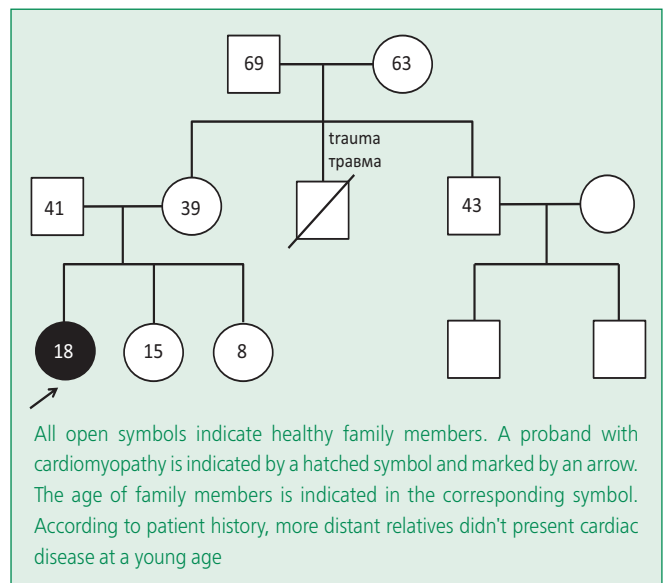 69 63
trauma
травма
41 39 43
18 15 8
All open symbols indicate healthy family members. A proband with
cardiomyopathy is indicated by a hatched symbol and marked by an arrow.
The age of family members is indicated in the corresponding symbol.
According to patient history, more distant relatives didn't present cardiac
disease at a young age